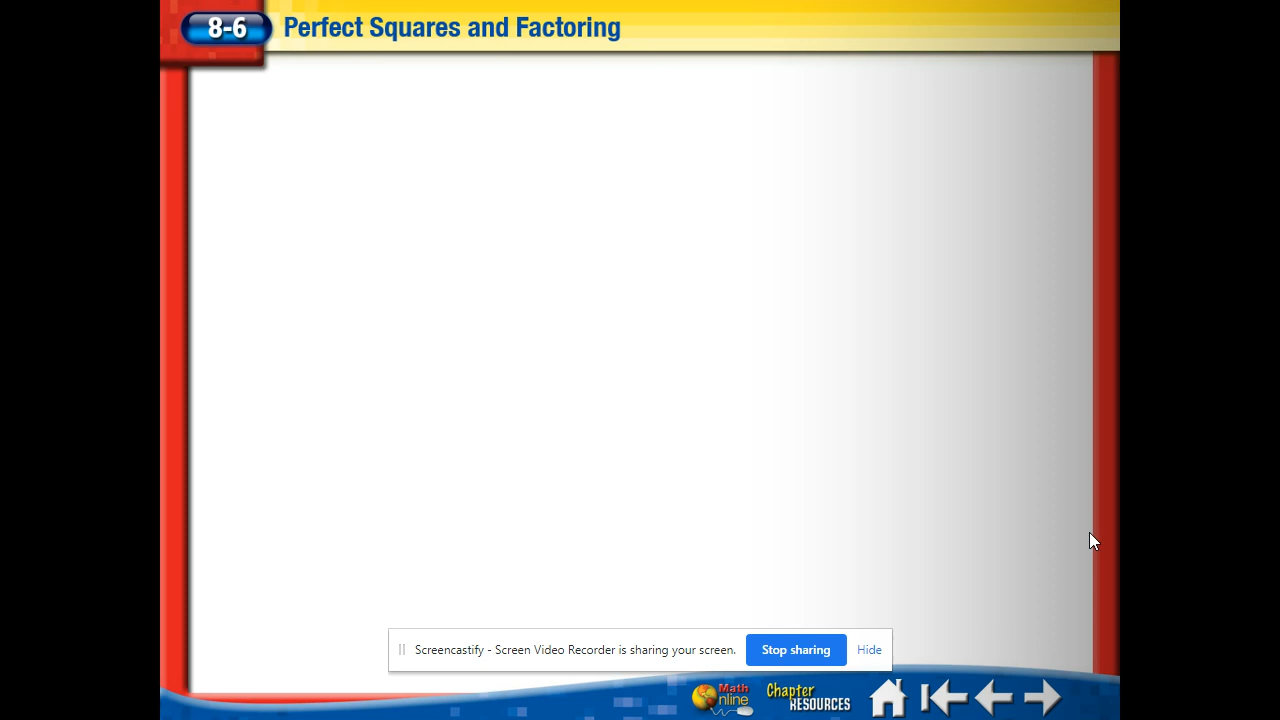 8-6 Perfect Squares and Factoring
Screencastify - Screen Video Recorder is sharing your screen. Stop sharing Hide
Math
nline
Chapter
RESOURCES